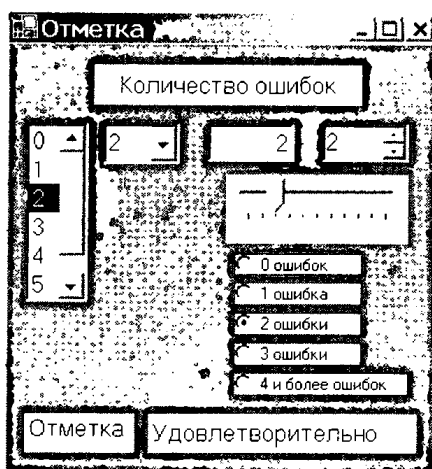 Отметка
Количество ошибок
0
1
2
3
4
5
2
2
2
0 ошибок
1 ошибка
2 ошибки
3 ошибки
4 и более ошибок
Отметка
Удовлетворительно